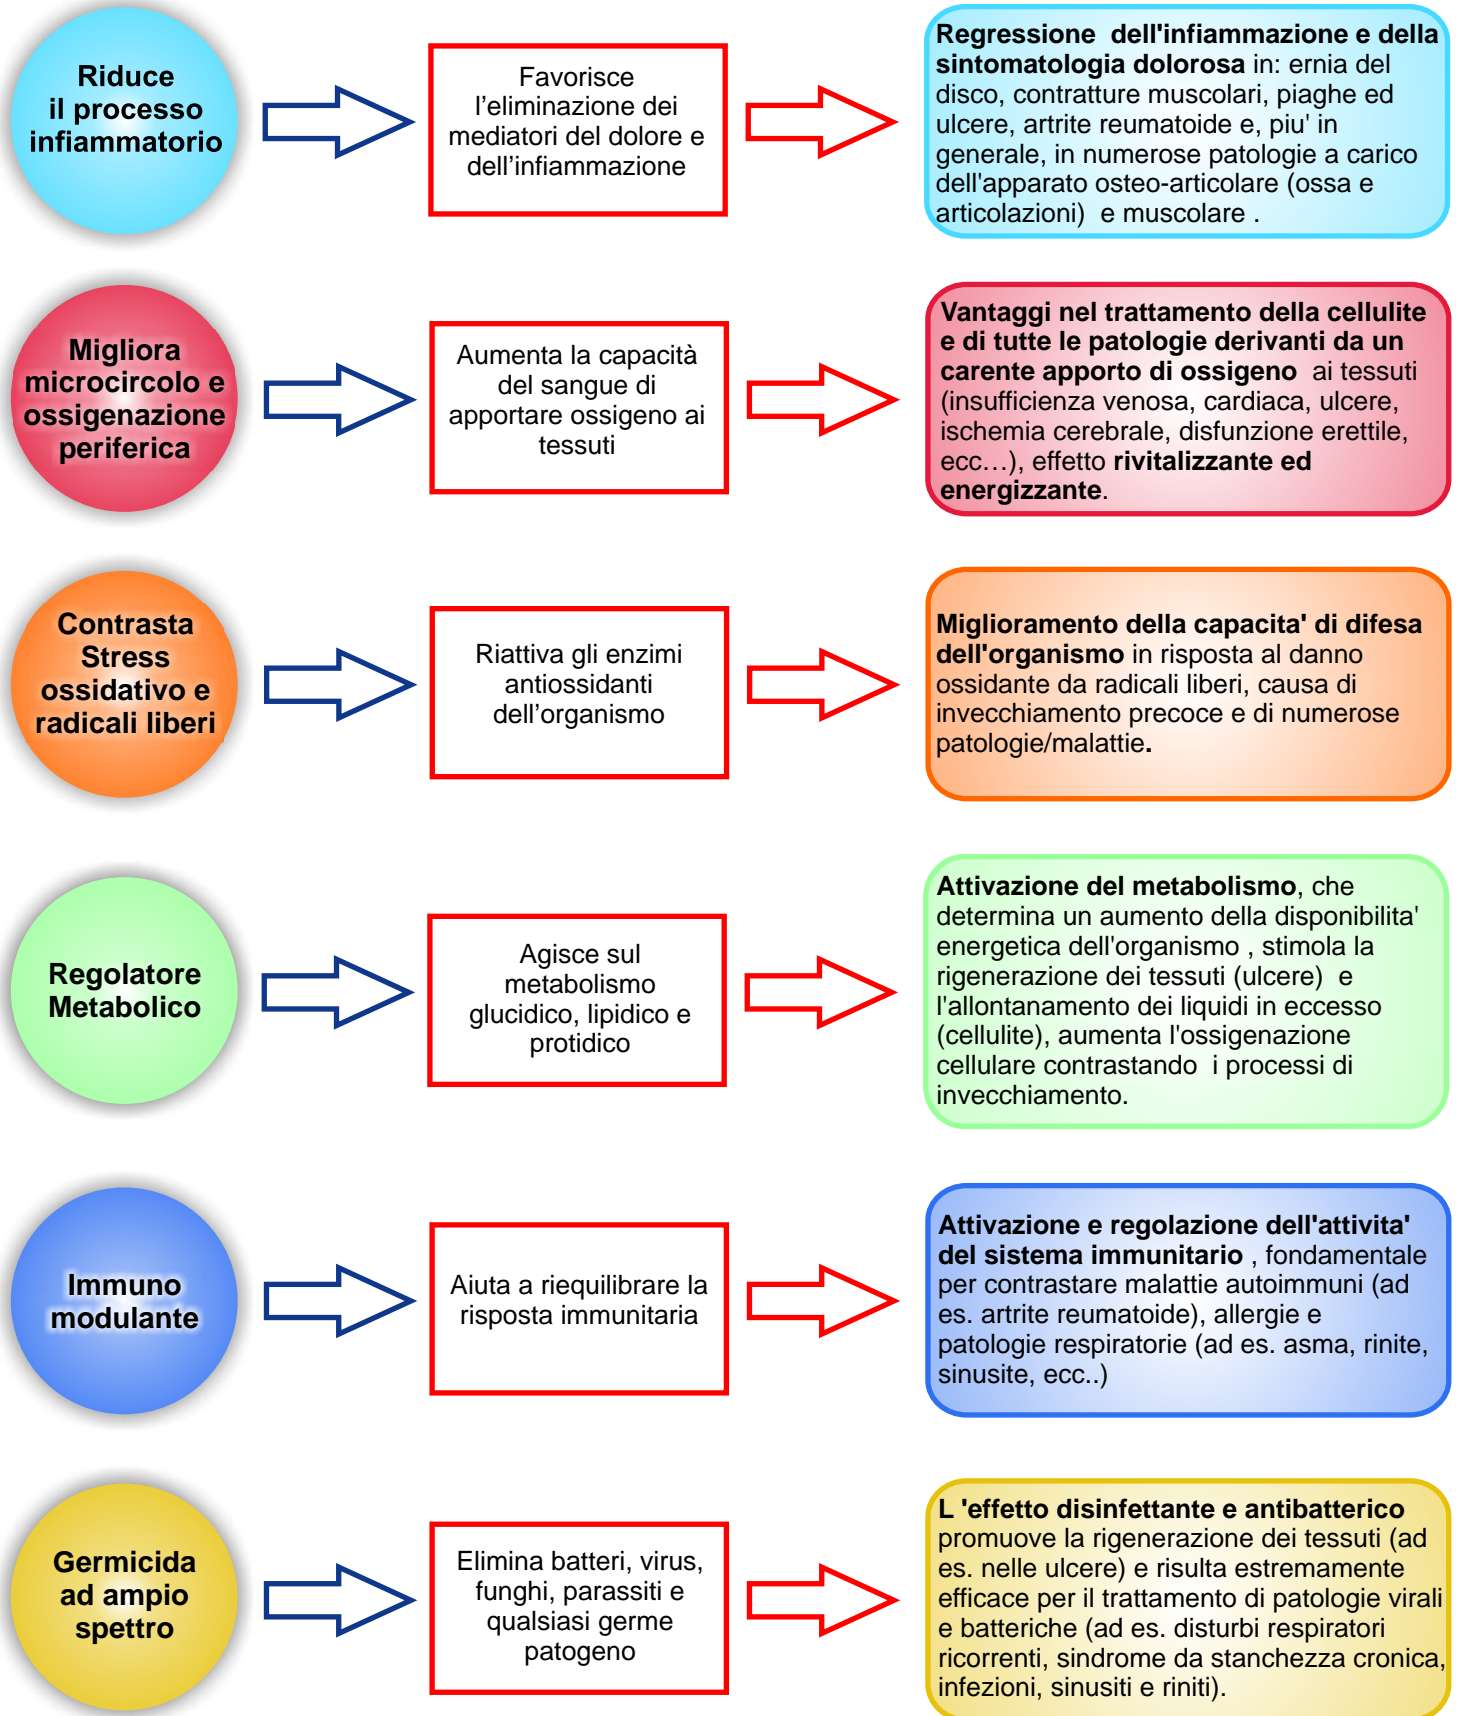 Riduce
il processo
infiammatorio
Favorisce
l’eliminazione dei
mediatori del dolore e
dell’infiammazione
Regressione dell'infiammazione e della
sintomatologia dolorosa in: ernia del
disco, contratture muscolari, piaghe ed
ulcere, artrite reumatoide e, piu' in
generale, in numerose patologie a carico
dell'apparato osteo-articolare (ossa e
articolazioni) e muscolare .
Migliora
microcircolo e
ossigenazione
periferica
Aumenta la capacità
del sangue di
apportare ossigeno ai
tessuti
Vantaggi nel trattamento della cellulite
e di tutte le patologie derivanti da un
carente apporto di ossigeno ai tessuti
(insufficienza venosa, cardiaca, ulcere,
ischemia cerebrale, disfunzione erettile,
ecc…), effetto rivitalizzante ed
energizzante.
Contrasta
Stress
ossidativo e
radicali liberi
Riattiva gli enzimi
antiossidanti
dell’organismo
Miglioramento della capacita' di difesa
dell'organismo in risposta al danno
ossidante da radicali liberi, causa di
invecchiamento precoce e di numerose
patologie/malattie.
Regolatore
Metabolico
Agisce sul
metabolismo
glucidico, lipidico e
protidico
Attivazione del metabolismo, che
determina un aumento della disponibilita'
energetica dell'organismo , stimola la
rigenerazione dei tessuti (ulcere) e
l'allontanamento dei liquidi in eccesso
(cellulite), aumenta l'ossigenazione
cellulare contrastando i processi di
invecchiamento.
Immuno
modulante
Aiuta a riequilibrare la
risposta immunitaria
Attivazione e regolazione dell'attivita'
del sistema immunitario , fondamentale
per contrastare malattie autoimmuni (ad
es. artrite reumatoide), allergie e
patologie respiratorie (ad es. asma, rinite,
sinusite, ecc..)
Germicida
ad ampio
spettro
Elimina batteri, virus,
funghi, parassiti e
qualsiasi germe
patogeno
L 'effetto disinfettante e antibatterico
promuove la rigenerazione dei tessuti (ad
es. nelle ulcere) e risulta estremamente
efficace per il trattamento di patologie virali
e batteriche (ad es. disturbi respiratori
ricorrenti, sindrome da stanchezza cronica,
infezioni, sinusiti e riniti).